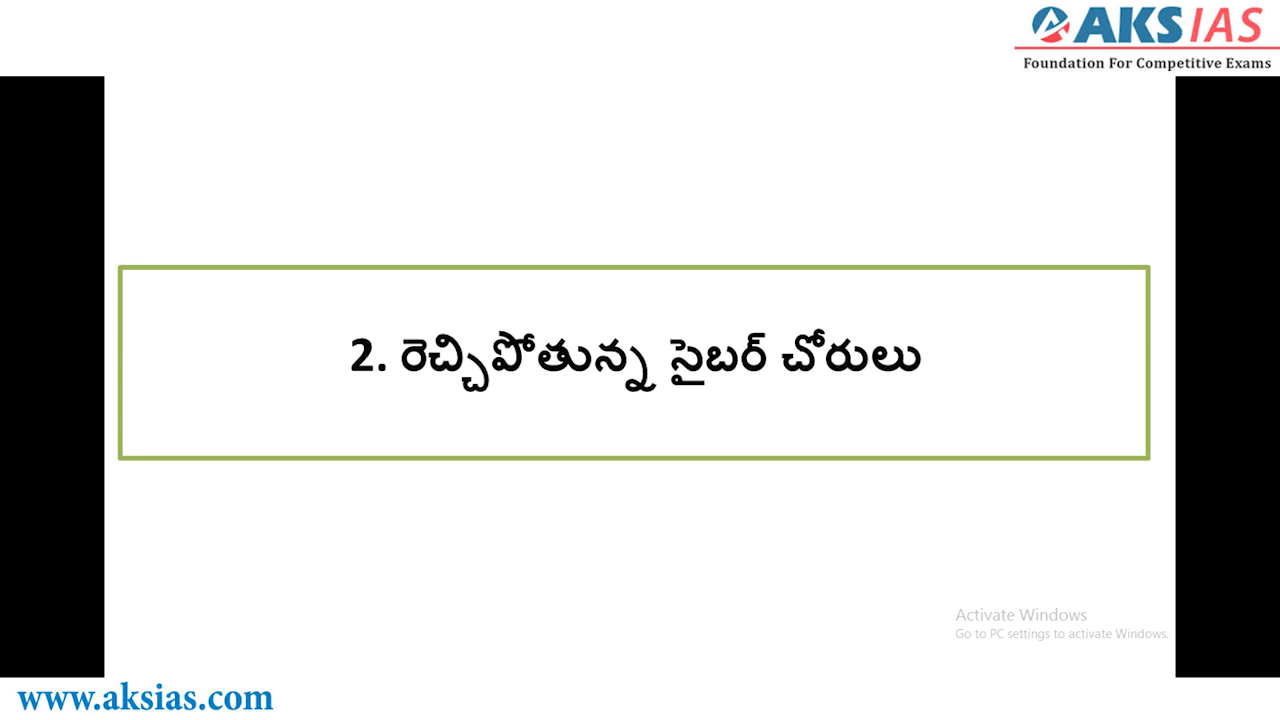 AKS IAS
Foundation For Competitive Exams
2. రెచ్చిపోతున్న సైబర్ చోరులు
Activate Windows
Go to PC settings to activate Windows.
www.aksias.com